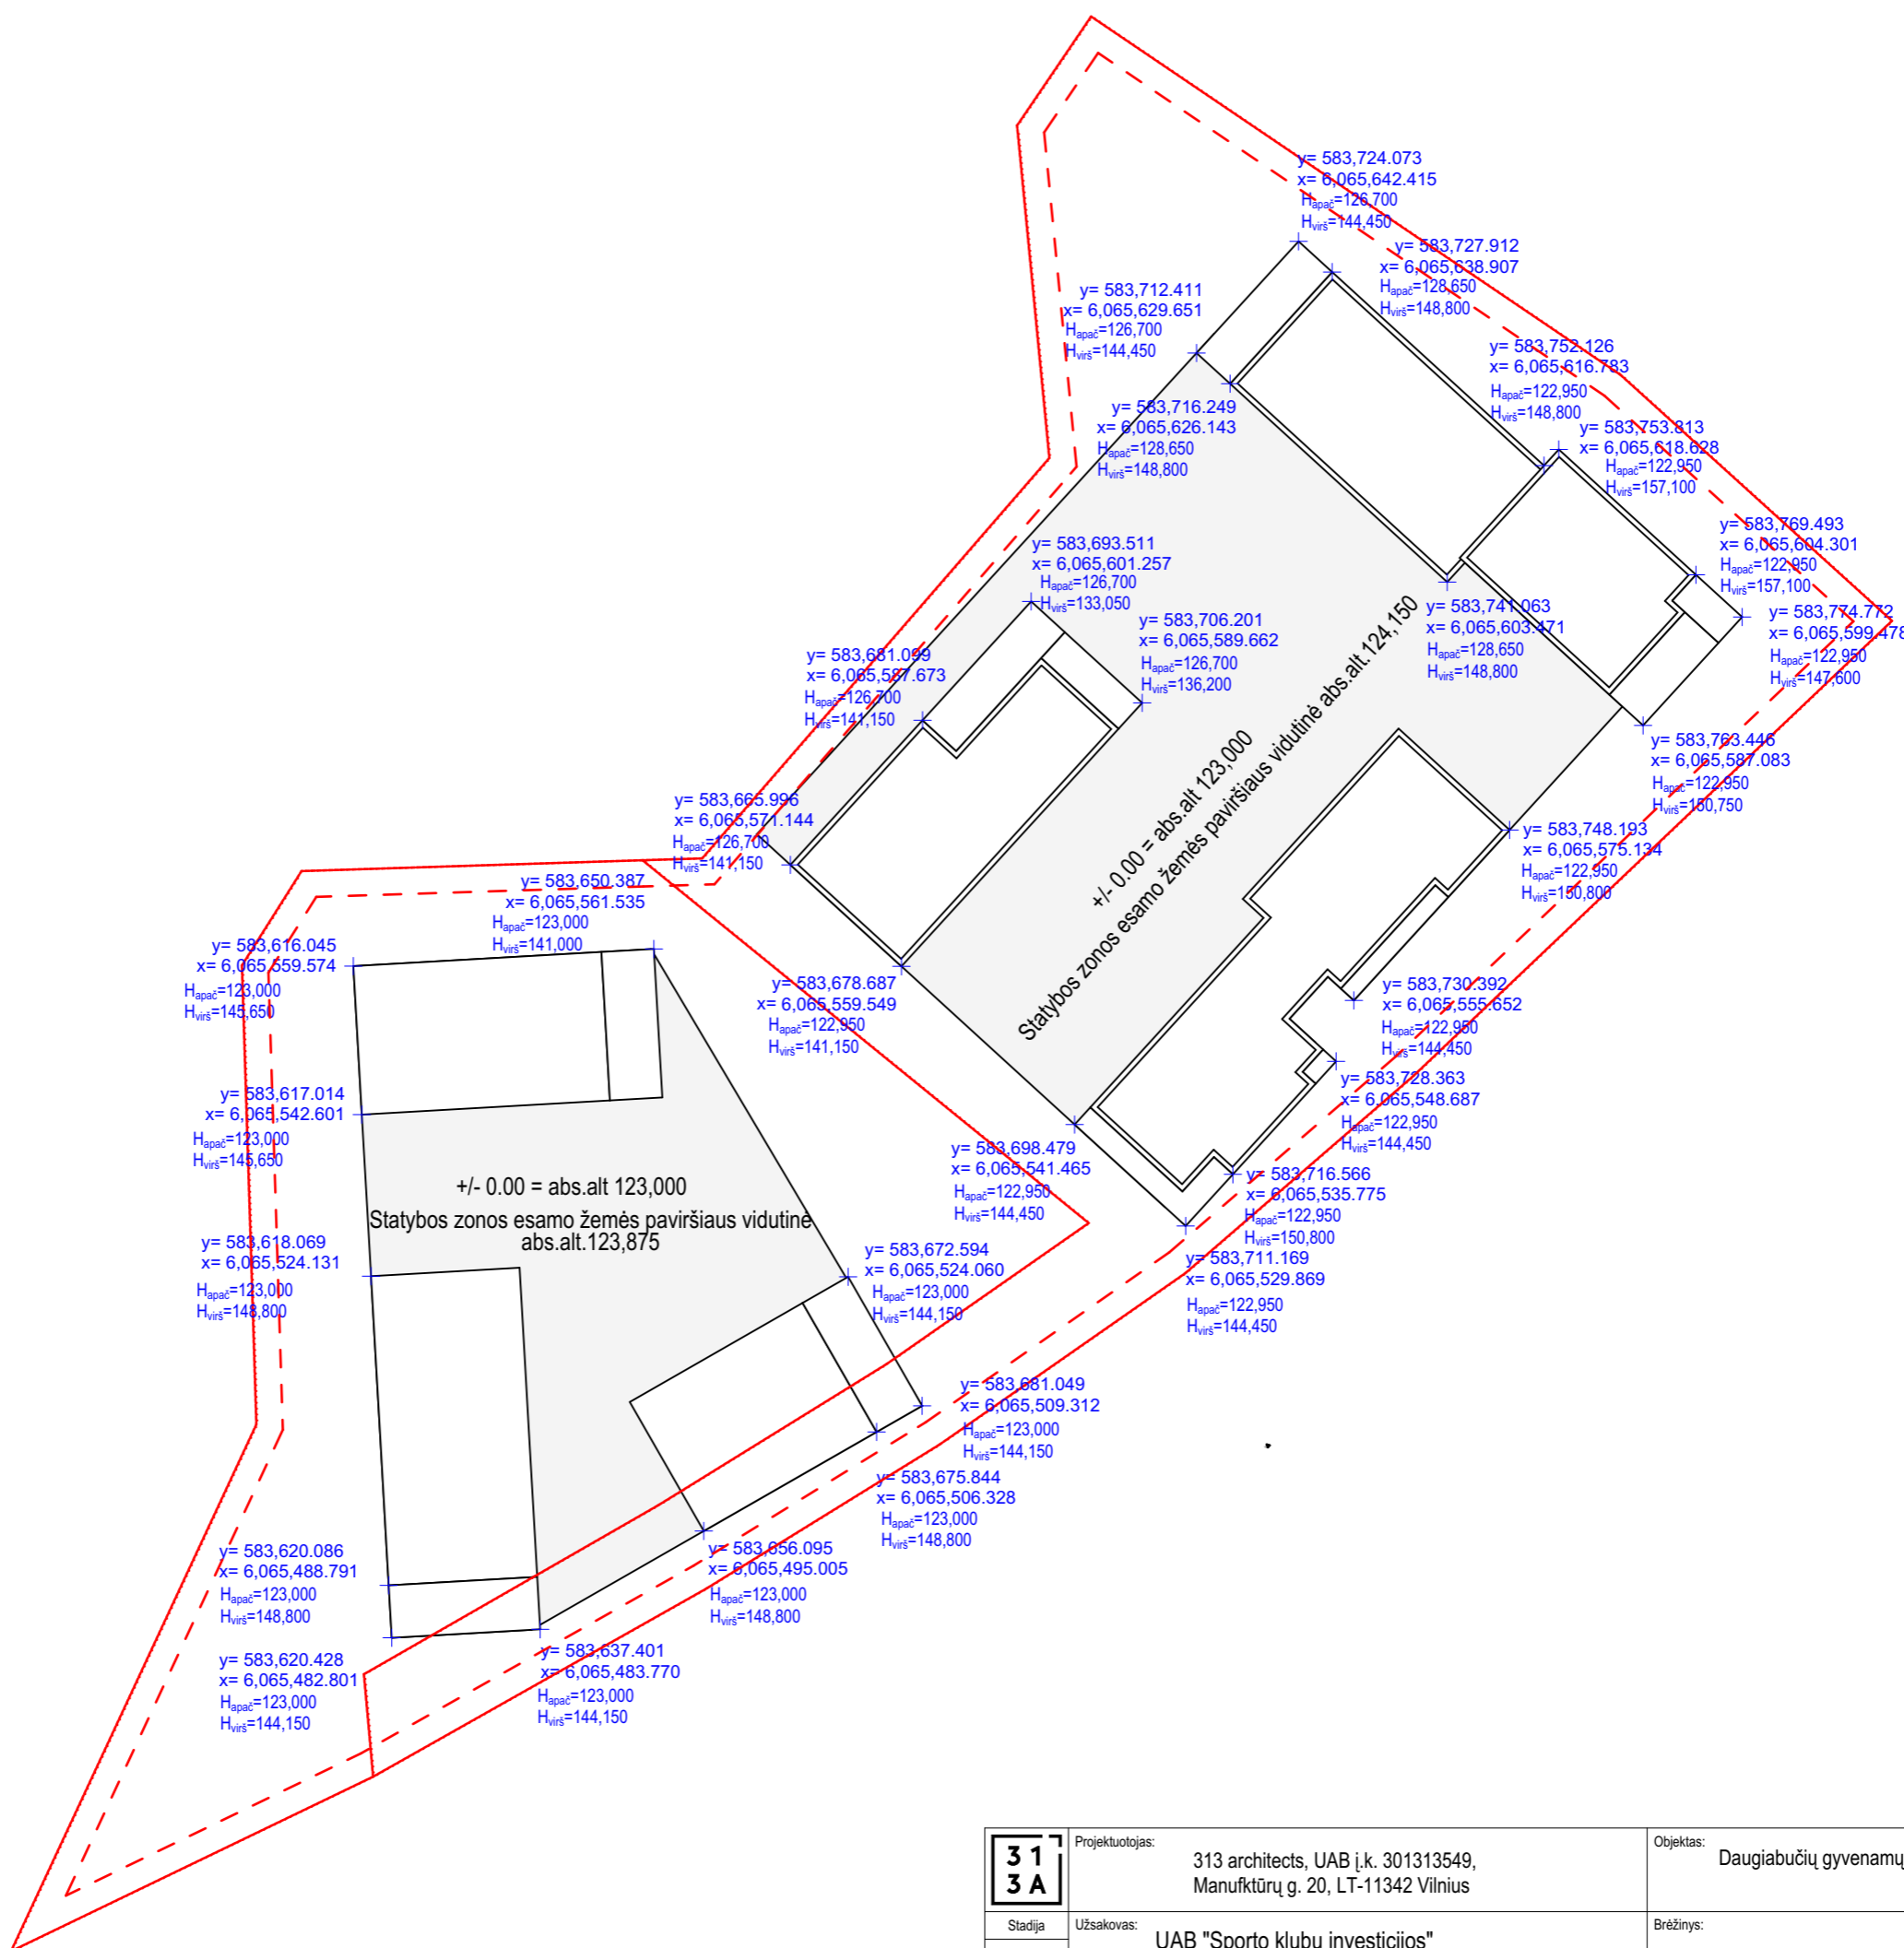 y= 583,724.073
x= 6,065,642.415
Hapač=126,700
Hvirš=144,450
y= 583,727.912
x= 6,065,638.907
Hapač=128,650
Hvirš=148,800
y= 583,712.411
x= 6,065,629.651
Hapač=126,700
Hvirš=144,450
y= 583,752.126
x= 6,065,616.783
Hapač=122,950
Hvirš=148,800
y= 583,716.249
x= 6,065,626.143
Hapač=128,650
Hvirš=148,800
y= 583,753.813
x= 6,065,618.628
Hapač=122,950
Hvirš=157,100
y= 583,769.493
x= 6,065,604.301
Hapač=122,950
Hvirš=157,100
y= 583,693.511
x= 6,065,601.257
Hapač=126,700
Hvirš=133,050
y= 583,706.201
x= 6,065,589.662
Hapač=126,700
Hvirš=136,200
y= 583,741.063
x= 6,065,603.471
Hapač=128,650
Hvirš=148,800
y= 583,774.772
x= 6,065,599.478
Hapač=122,950
Hvirš=147,600
y= 583,681.099
x= 6,065,587.673
Hapač=126,700
Hvirš=141,150
+/- 0.00 = abs.alt 123,000
Statybos zonos esamo žemės paviršiaus vidutinė abs.alt.124,150
y= 583,763.446
x= 6,065,587.083
Hapač=122,950
Hvirš=150,750
y= 583,665.996
x= 6,065,571.144
Hapač=126,700
Hvirš=141,150
y= 583,748.193
x= 6,065,575.134
Hapač=122,950
Hvirš=150,800
y= 583,650.387
x= 6,065,561.535
Hapač=123,000
Hvirš=141,000
y= 583,616.045
x= 6,065,559.574
Hapač=123,000
Hvirš=145,650
y= 583,678.687
x= 6,065,559.549
Hapač=122,950
Hvirš=141,150
y= 583,730.392
x= 6,065,555.652
Hapač=122,950
Hvirš=144,450
y= 583,728.363
x= 6,065,548.687
Hapač=122,950
Hvirš=144,450
y= 583,617.014
x= 6,065,542.601
Hapač=123,000
Hvirš=145,650
y= 583,698.479
x= 6,065,541.465
Hapač=122,950
Hvirš=144,450
y= 583,716.566
x= 6,065,535.775
Hapač=122,950
Hvirš=150,800
+/- 0.00 = abs.alt 123,000
Statybos zonos esamo žemės paviršiaus vidutinė
abs.alt.123,875
y= 583,618.069
x= 6,065,524.131
Hapač=123,000
Hvirš=148,800
y= 583,672.594
x= 6,065,524.060
Hapač=123,000
Hvirš=144,150
y= 583,711.169
x= 6,065,529.869
Hapač=122,950
Hvirš=144,450
y= 583,681.049
x= 6,065,509.312
Hapač=123,000
Hvirš=144,150
y= 583,675.844
x= 6,065,506.328
Hapač=123,000
Hvirš=148,800
y= 583,620.086
x= 6,065,488.791
Hapač=123,000
Hvirš=148,800
y= 583,656.095
x= 6,065,495.005
Hapač=123,000
Hvirš=148,800
y= 583,620.428
x= 6,065,482.801
Hapač=123,000
Hvirš=144,150
y= 583,637.401
x= 6,065,483.770
Hapač=123,000
Hvirš=144,150
31
3A
Projektuotojas:
313 architects, UAB į.k. 301313549,
Manufktūrų g. 20, LT-11342 Vilnius
Objektas:
Daugiabučių gyvenamų
Stadija
Užsakovas:
UAB "Sporto klubų investicijos"
Brėžinys: